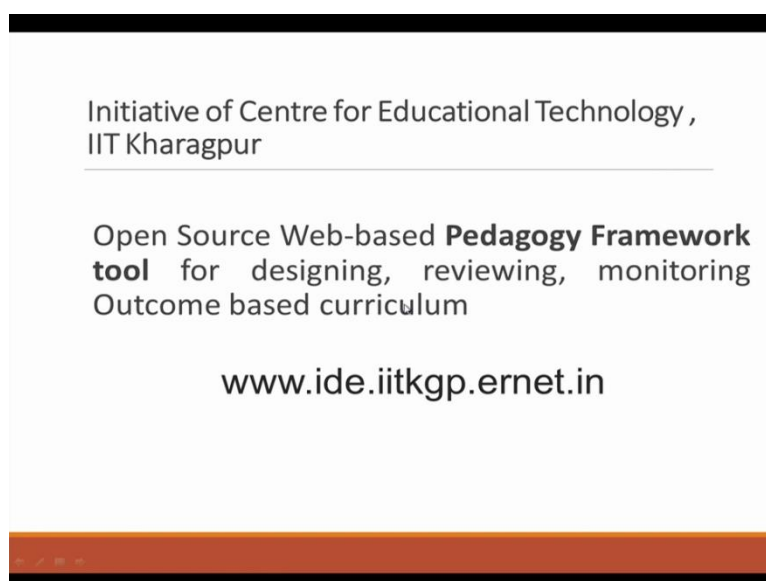 Initiative of Centre for Educational Technology ,
IIT Kharagpur
Open Source Web-based Pedagogy Framework
tool for designing, reviewing, monitoring
Outcome based curriculum
www.ide.iitkgp.ernet.in